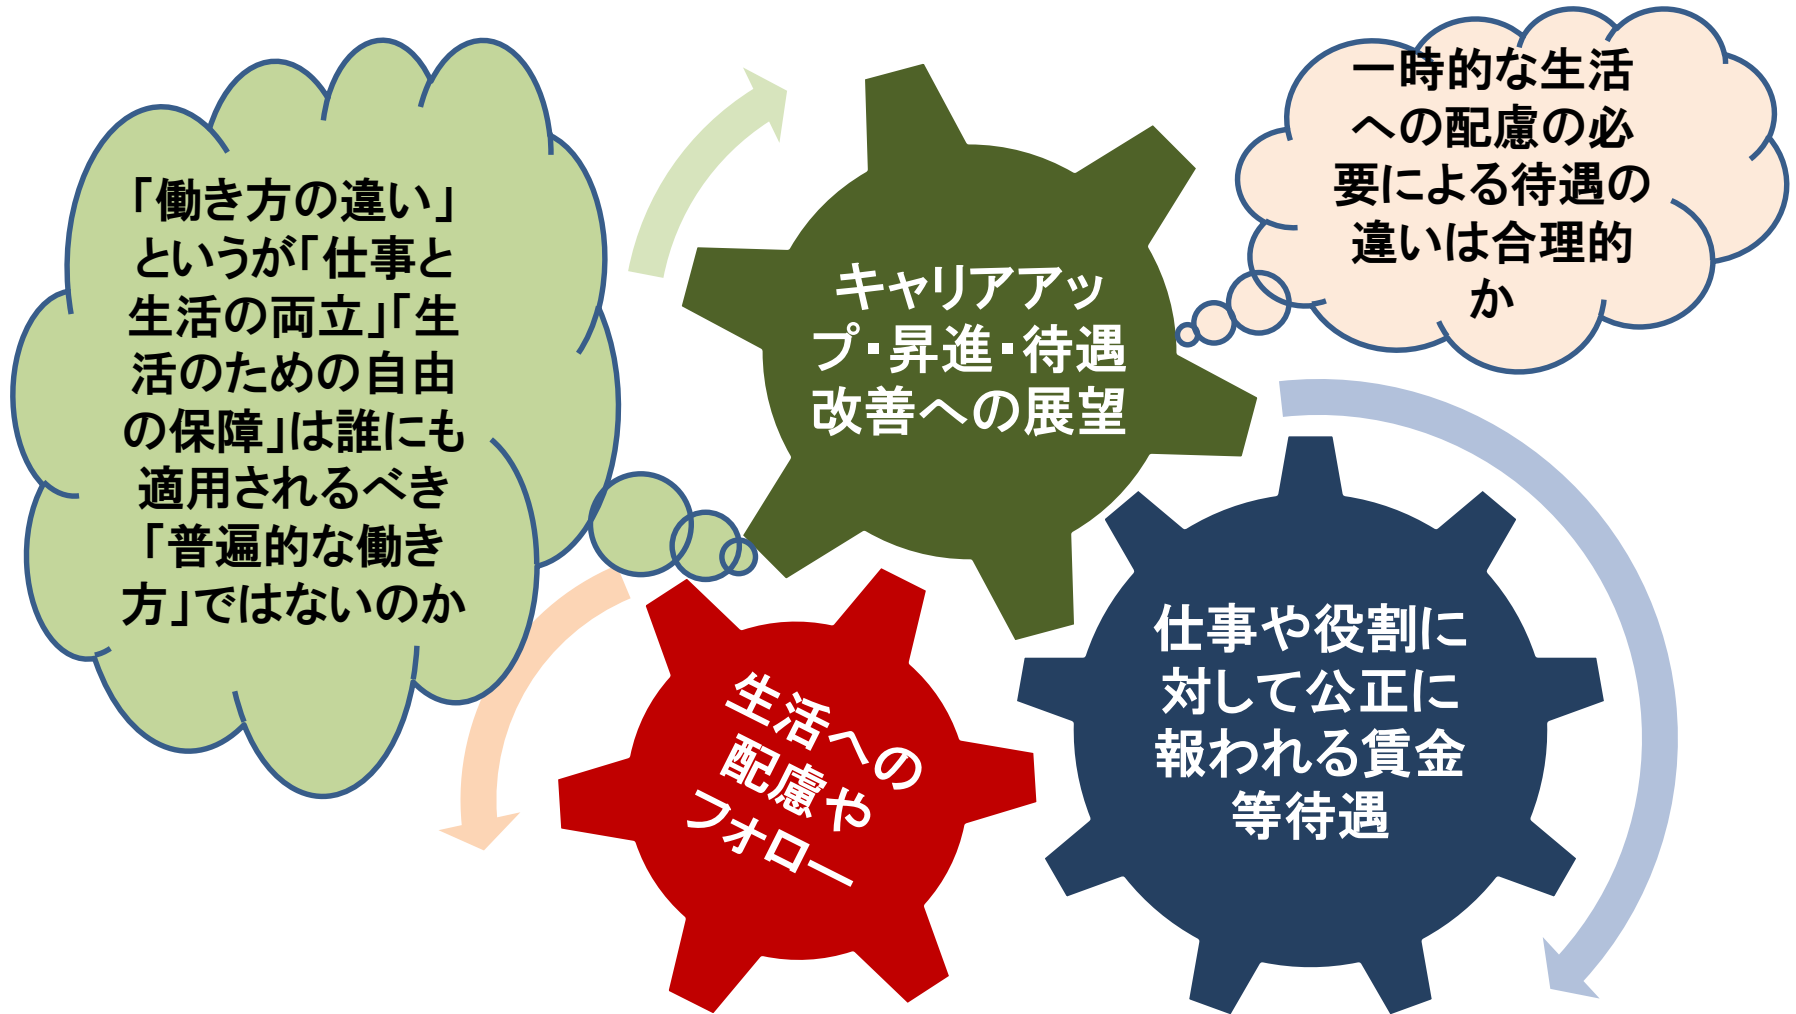 「働き方の違い」
というが「仕事と
生活の両立」「生
活のための自由
の保障」は誰にも
適用されるべき
「普遍的な働き
方」ではないのか
キャリアアッ
プ・昇進・待遇
改善への展望
一時的な生活
への配慮の必
要による待遇の
違いは合理的
か
生活への
配慮や
フォロー
仕事や役割に
対して公正に
報われる賃金
等待遇